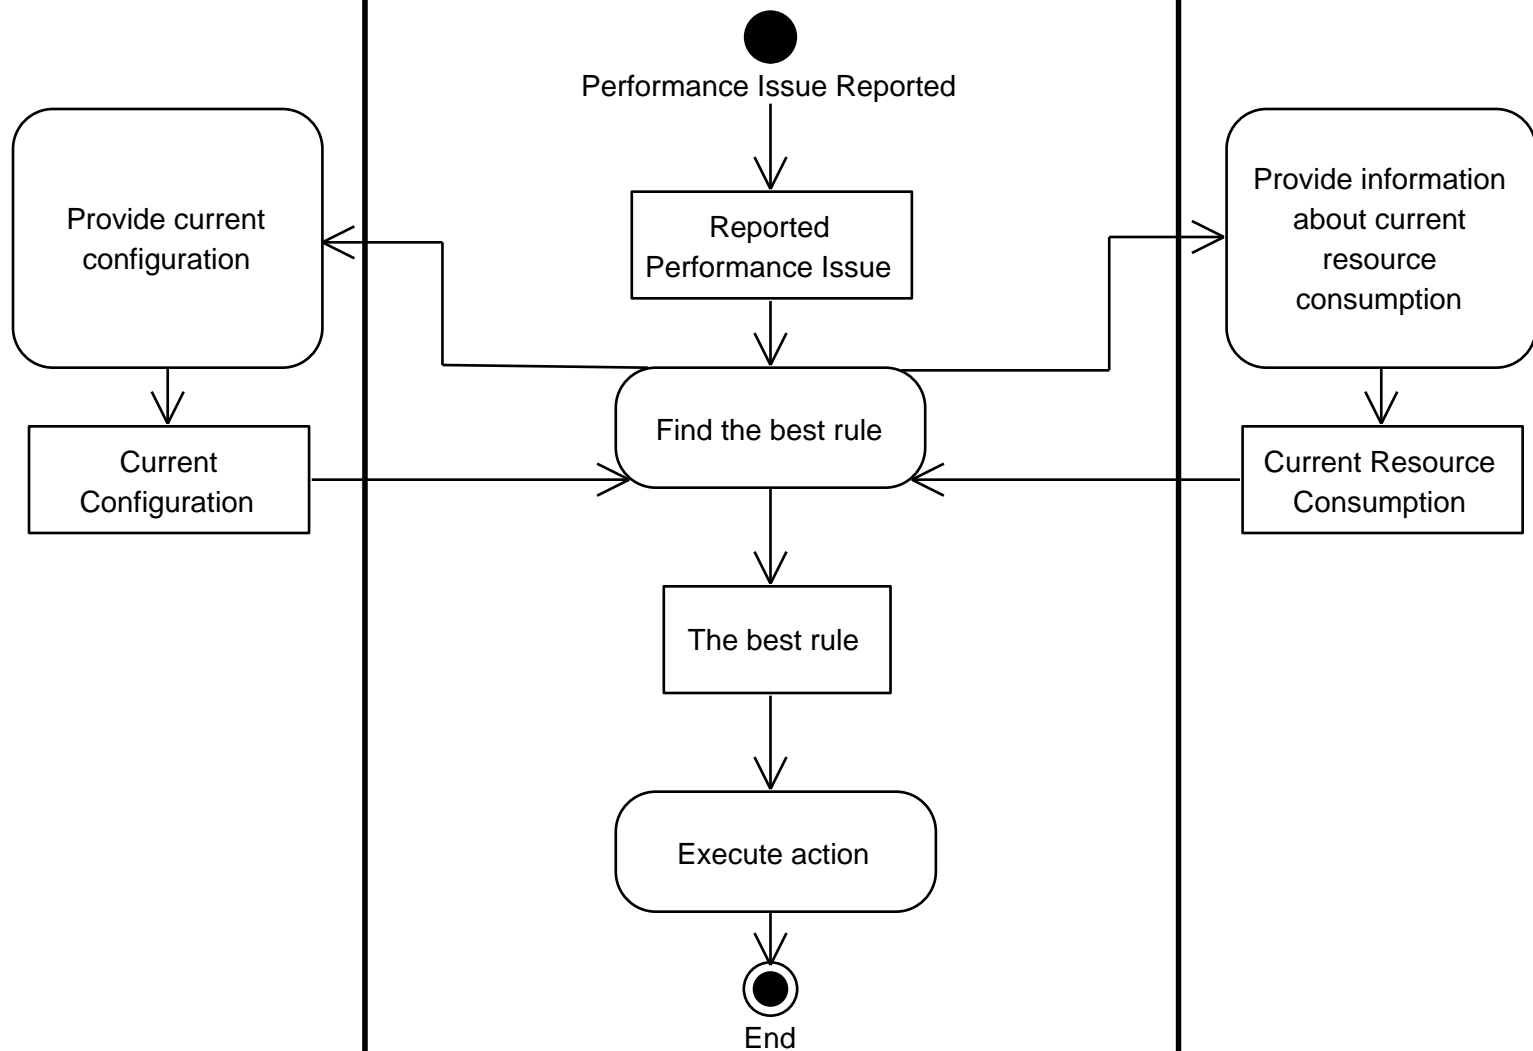 Performance Issue Reported
Provide current
configuration
Reported
Performance Issue
Provide information
about current
resource
consumption
Find the best rule
Current
Configuration
Current Resource
Consumption
The best rule
Execute action
End